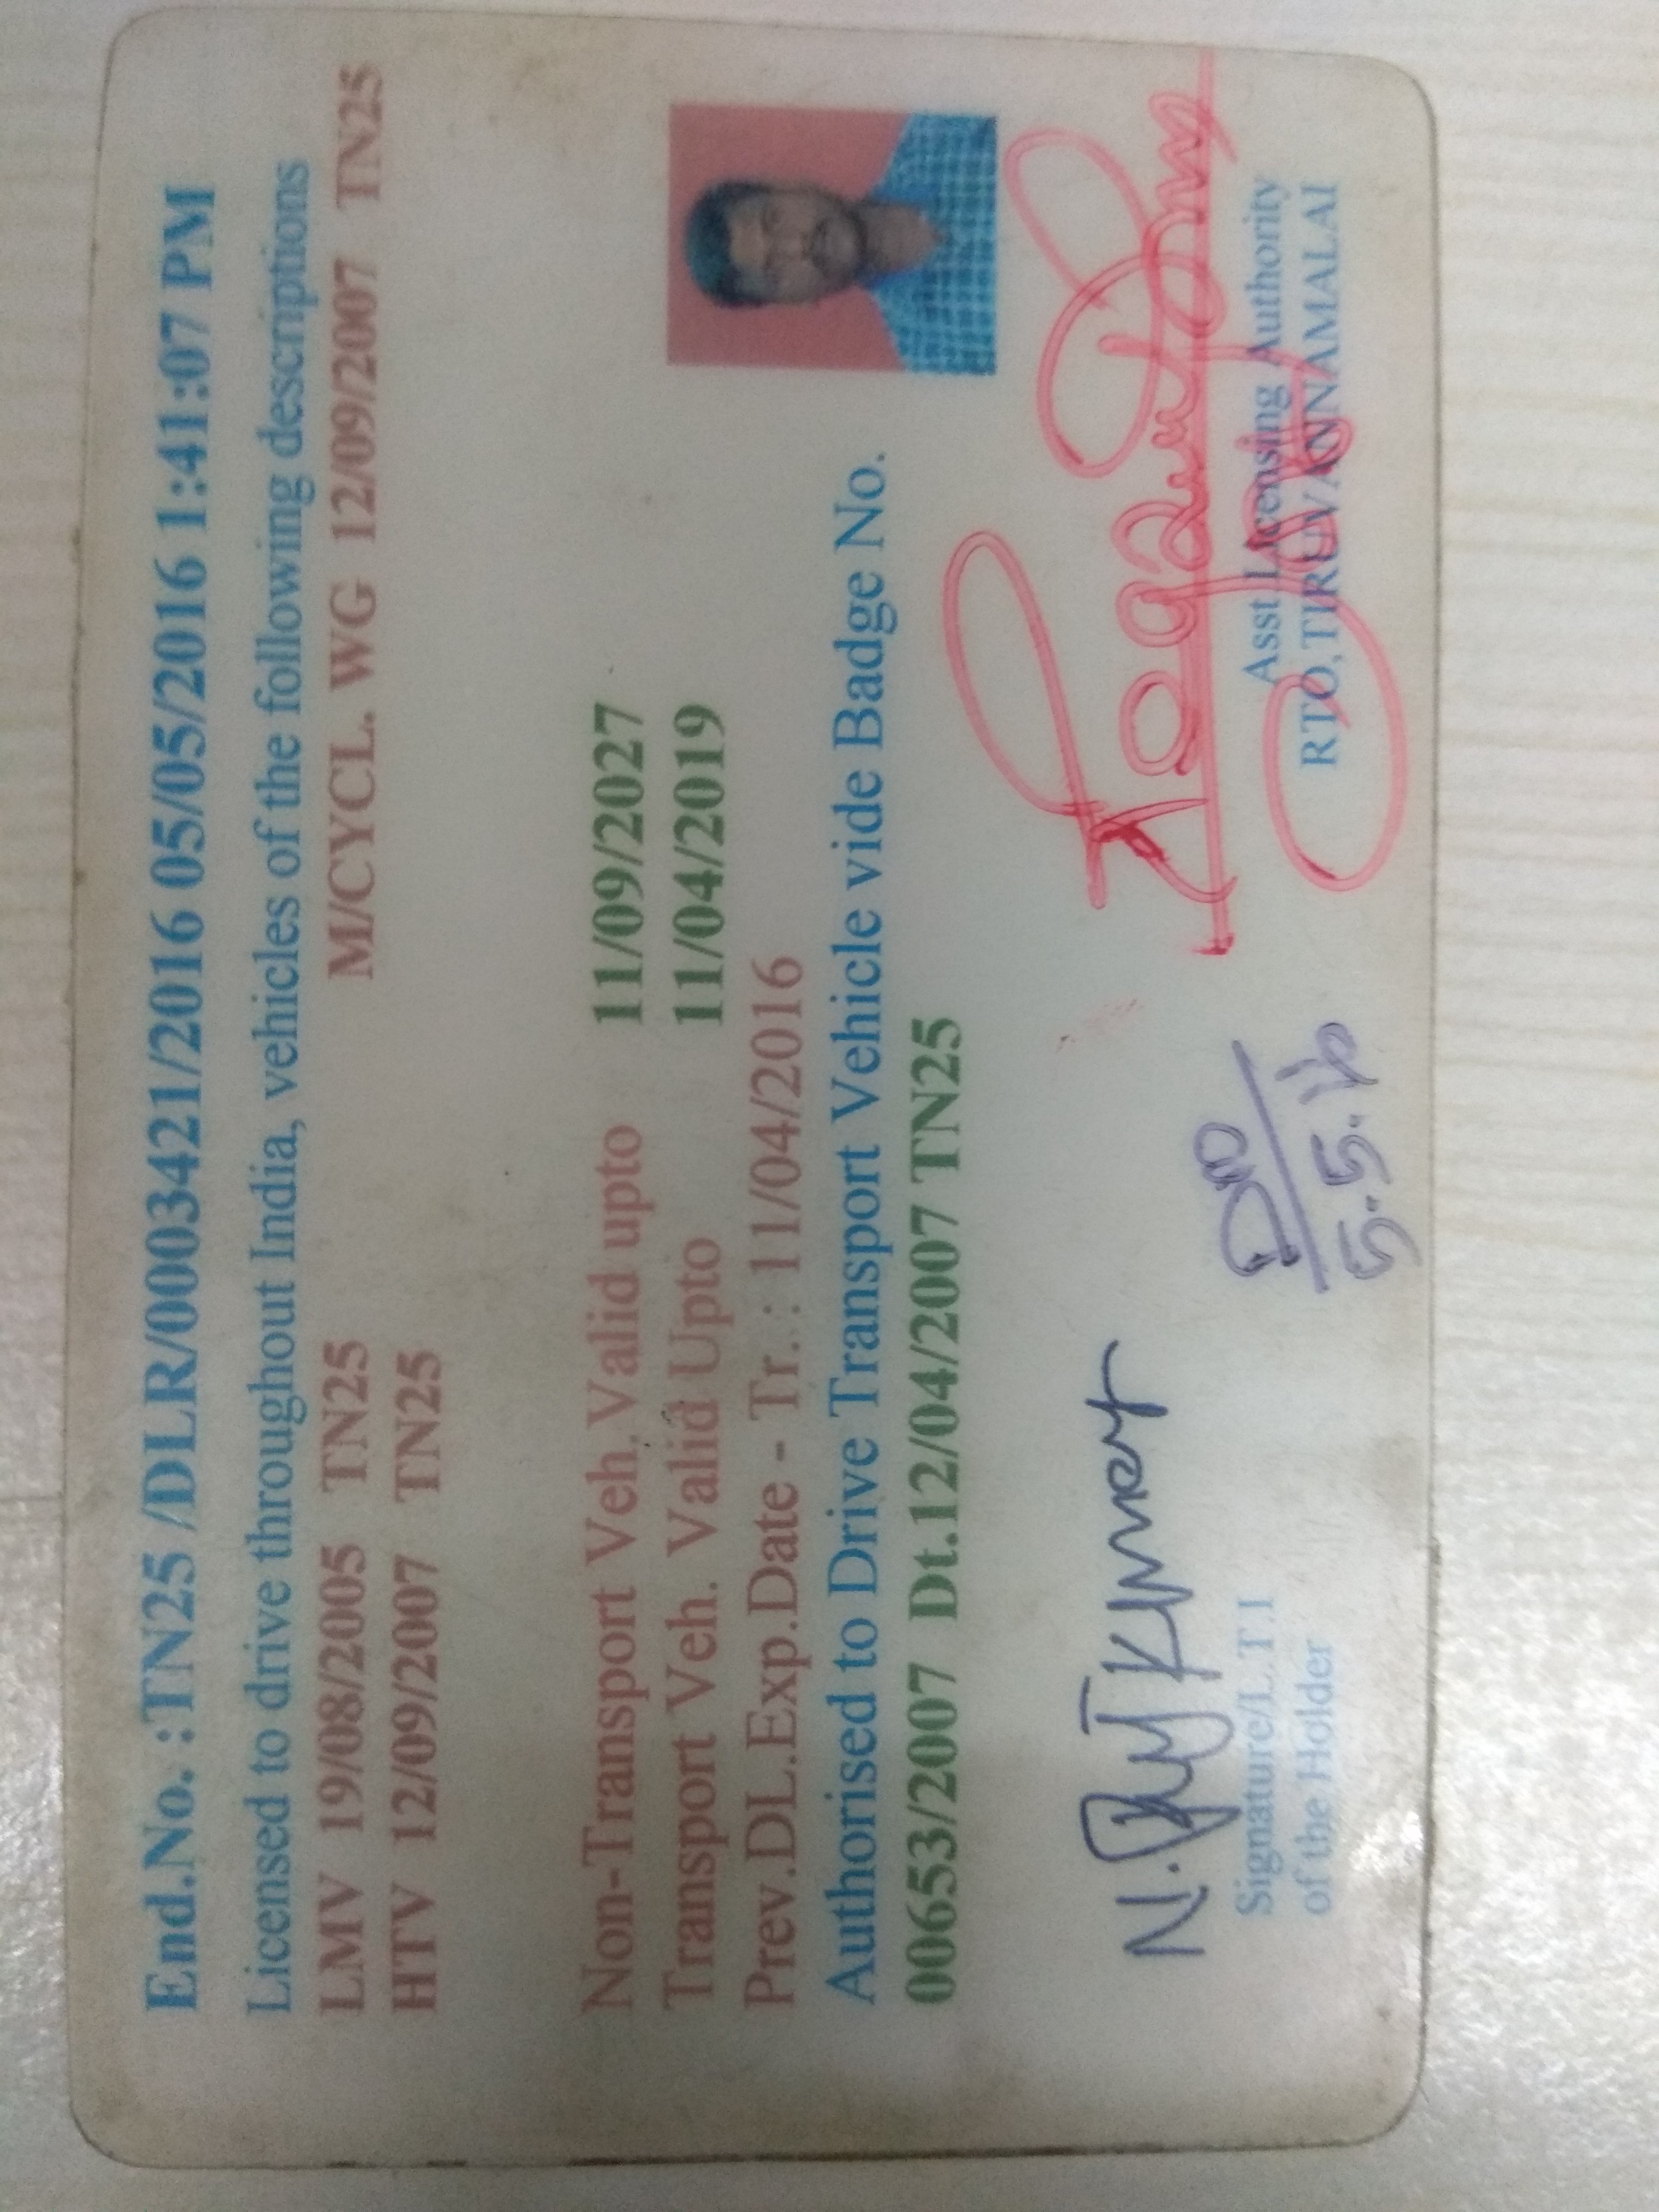 End.No. :TN25 /DLR/0003421/2016 05/05/2016 1:41:07 PM
Licensed to drive throughout India, vehicles of the following descriptions
LMV 19/08/2005 TN25 M/CYCL. WG 12/09/2007 TN25
HTV 12/09/2007 TN25
Non-Transport Veh.Valid upto 11/09/2027
Transport Veh. Valid Upto 11/04/2019
Prev.DL.Exp.Date - Tr.: 11/04/2016
Authorised to Drive Transport Vehicle vide Badge No.
00653/2007 Dt.12/04/2007 TN25
5.5.16
Signature/L.T.I
of the Holder
Asst Licensing Authority
RTO,TIRUVANNAMALAI